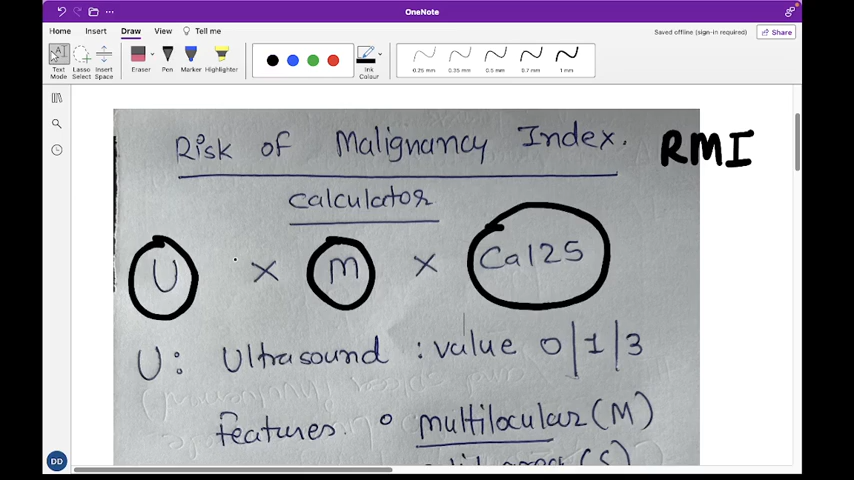 OneNote
Home Insert Draw View Tell me
Saved offline (sign-in required) Share
Text Mode
Lasso Select
Insert Space
Eraser
Pen
Marker
Highlighter
Ink Colour
0.25 mm 0.35 mm 0.5 mm 0.7 mm 1 mm
Risk of Malignancy Index. RMI
Calculator
U × M × Ca125
U: Ultrasound : value 0|1|3
features. o multilocular (M)
(S)
DD